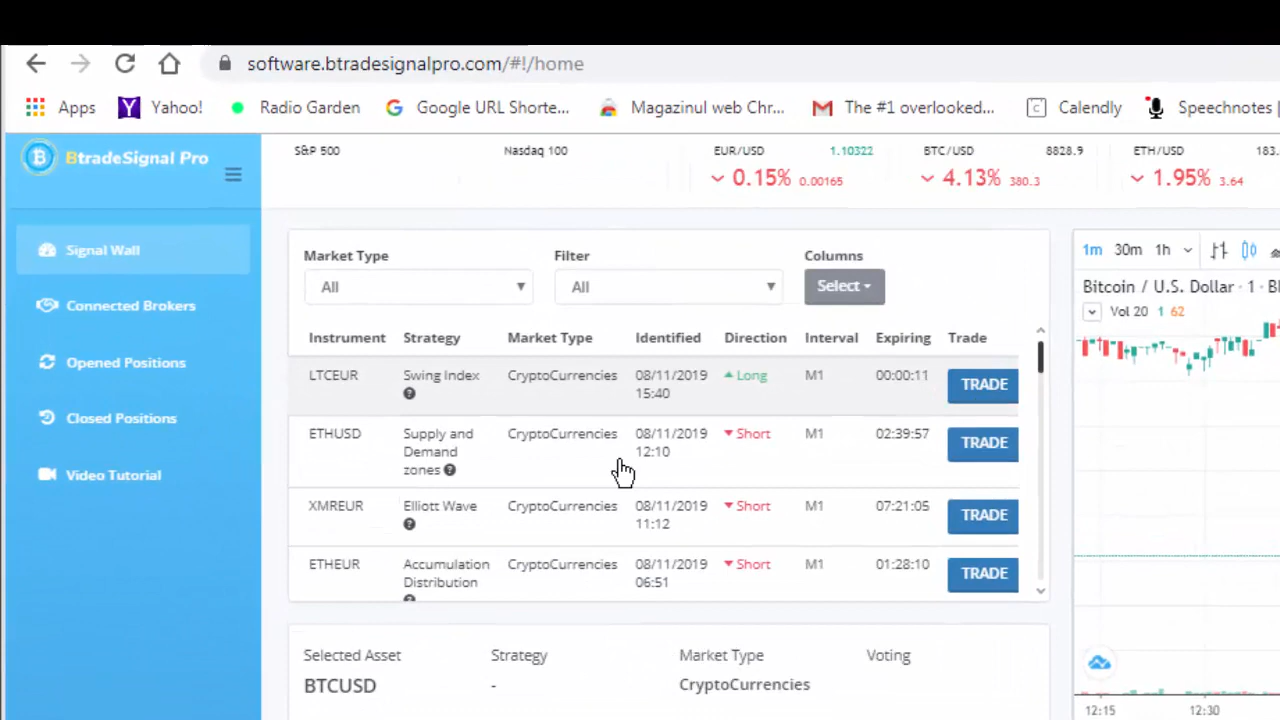 software.btradesignalpro.com/#!/home
Apps Yahoo! Radio Garden Google URL Shorte... Magazinul web Chr... The #1 overlooked... Calendly Speechnotes
BtradeSignal Pro
S&P 500 Nasdaq 100 EUR/USD 1.10322 BTC/USD 8828.9 ETH/USD 183.
0.15% 0.00165 4.13% 380.3 1.95% 3.64
Signal Wall
Connected Brokers
Opened Positions
Closed Positions
Video Tutorial
Market Type Filter Columns
All All Select
Instrument Strategy Market Type Identified Direction Interval Expiring Trade
LTCEUR Swing Index CryptoCurrencies 08/11/2019 Long M1 00:00:11 TRADE
15:40
ETHUSD Supply and CryptoCurrencies 08/11/2019 Short M1 02:39:57 TRADE
Demand 12:10
zones
XMREUR Elliott Wave CryptoCurrencies 08/11/2019 Short M1 07:21:05 TRADE
11:12
ETHEUR Accumulation CryptoCurrencies 08/11/2019 Short M1 01:28:10 TRADE
Distribution 06:51
Selected Asset Strategy Market Type Voting
BTCUSD - CryptoCurrencies
1m 30m 1h
Bitcoin / U.S. Dollar · 1 · B
Vol 20 1 62
12:15 12:30